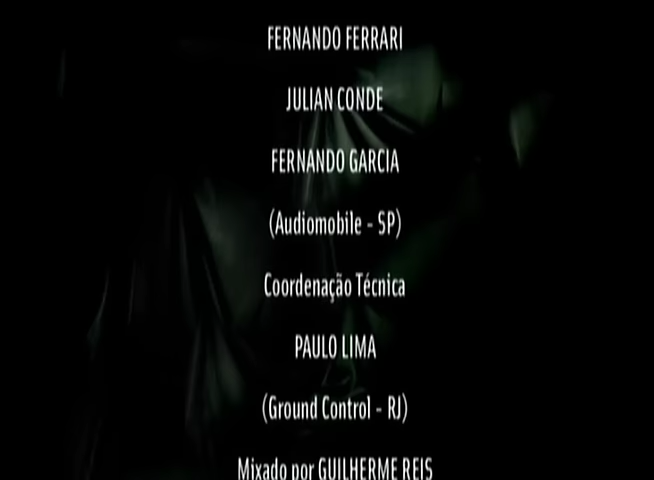 FERNANDO FERRARI
JULIAN CONDE
FERNANDO GARCIA
(Audiomobile - SP)
Coordenação Técnica
PAULO LIMA
(Ground Control - RJ)
Mixado por GUILHERME REIS